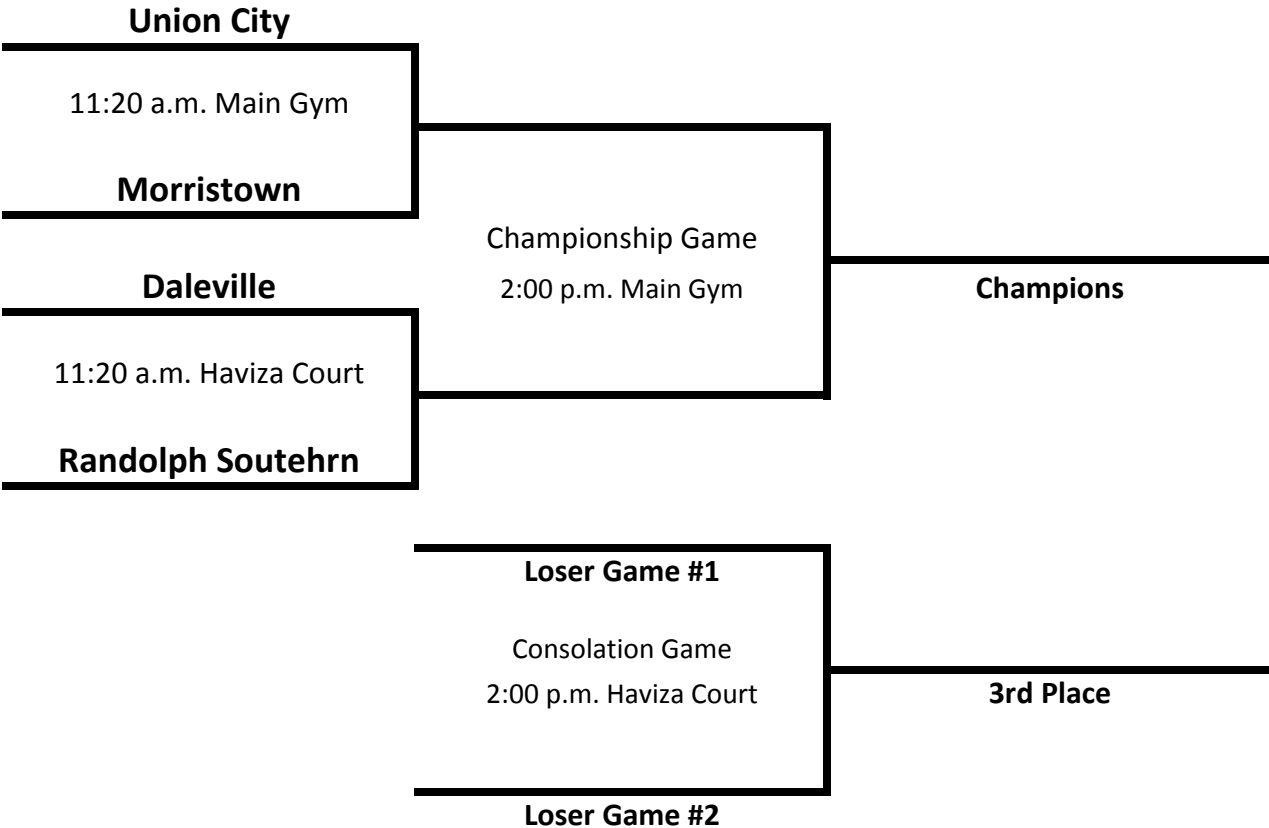 Union City
11:20 a.m. Main Gym
Morristown
Championship Game
Daleville
2:00 p.m. Main Gym
Champions
11:20 a.m. Haviza Court
Randolph Soutehrn
Loser Game #1
Consolation Game
2:00 p.m. Haviza Court
3rd Place
Loser Game #2